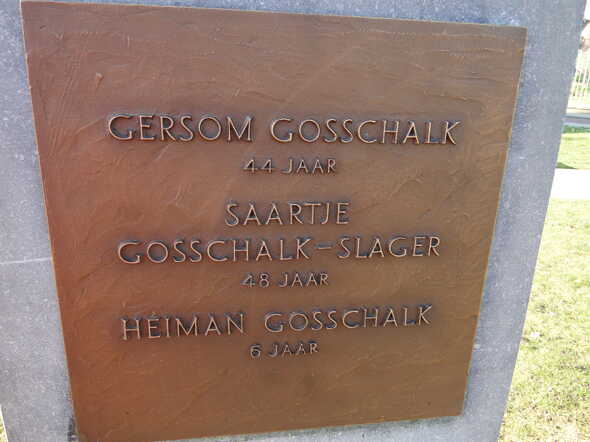 GERSOM GOSSCHALK
44 JAAR
SAARTJE
GOSSCHALK-SLAGER
48 JAAR
HEIMAN GOSSCHALK
6 JAAR